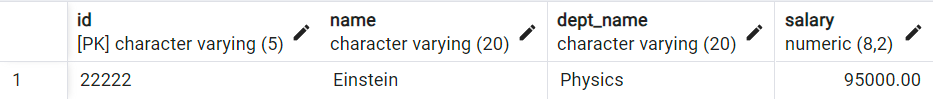 id name dept_name salary
[PK] character varying (5) character varying (20) character varying (20) numeric (8,2)
1 22222 Einstein Physics 95000.00